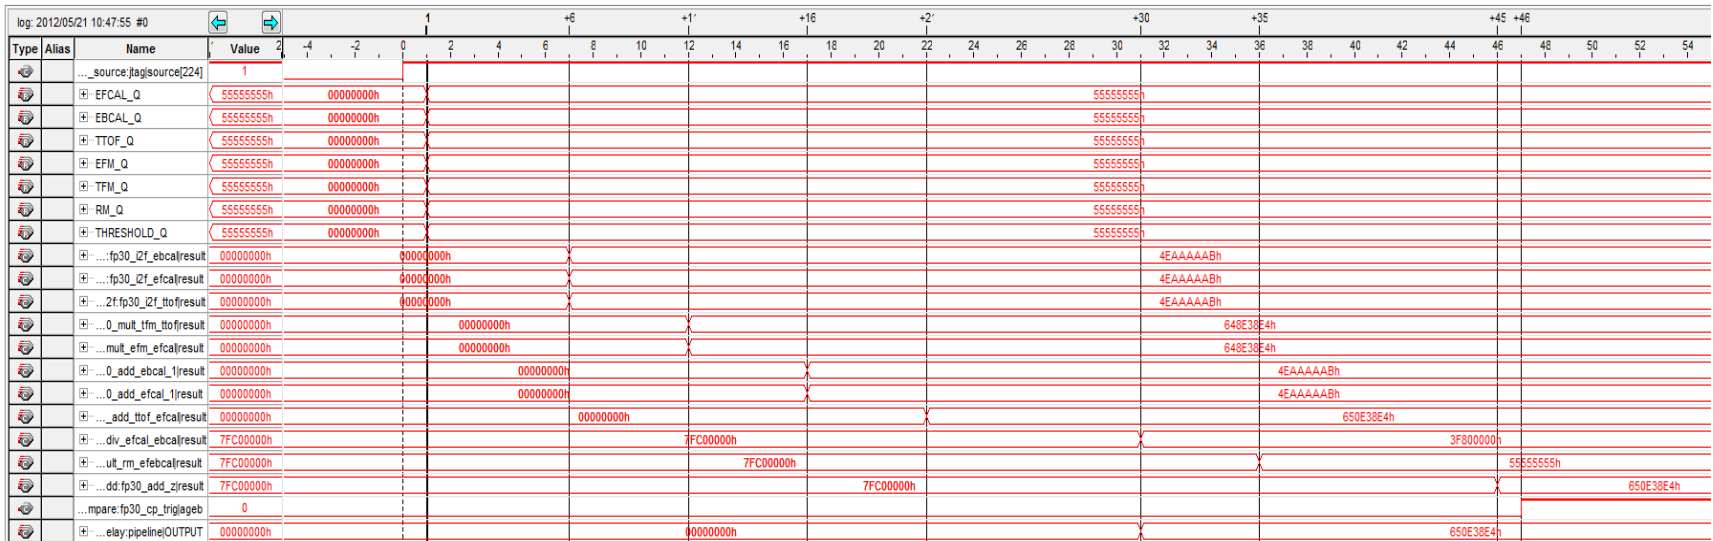 log: 2012/05/21 10:47:55 #0 1 +6 +1' +16 +2' +30 +35 +45 +46
Type Alias Name Value 2 -4 -2 0 2 4 6 8 10 12 14 16 18 20 22 24 26 28 30 32 34 36 38 40 42 44 46 48 50 52 54
..._source:jtag|source[224] 1
EFCAL_Q 55555555h 00000000h 55555555h
EBCAL_Q 55555555h 00000000h 55555555h
TTOF_Q 55555555h 00000000h 55555555h
EFM_Q 55555555h 00000000h 55555555h
TFM_Q 55555555h 00000000h 55555555h
RM_Q 55555555h 00000000h 55555555h
THRESHOLD_Q 55555555h 00000000h 55555555h
...:fp30_i2f_ebcal|result 00000000h 00000000h 4EAAAAABh
...:fp30_i2f_efcal|result 00000000h 00000000h 4EAAAAABh
...2f:fp30_i2f_ttof|result 00000000h 00000000h 4EAAAAABh
...0_mult_tfm_ttof|result 00000000h 00000000h 648E38E4h
...mult_efm_efcal|result 00000000h 00000000h 648E38E4h
...0_add_ebcal_1|result 00000000h 00000000h 4EAAAAABh
...0_add_efcal_1|result 00000000h 00000000h 4EAAAAABh
..._add_ttof_efcal|result 00000000h 00000000h 650E38E4h
...div_efcal_ebcal|result 7FC00000h 7FC00000h 3F800000h
...ult_rm_efebcal|result 7FC00000h 7FC00000h 55555555h
...dd:fp30_add_z|result 7FC00000h 7FC00000h 650E38E4h
...mpare:fp30_cp_trig|ageb 0
...elay:pipeline|OUTPUT 00000000h 00000000h 650E38E4h